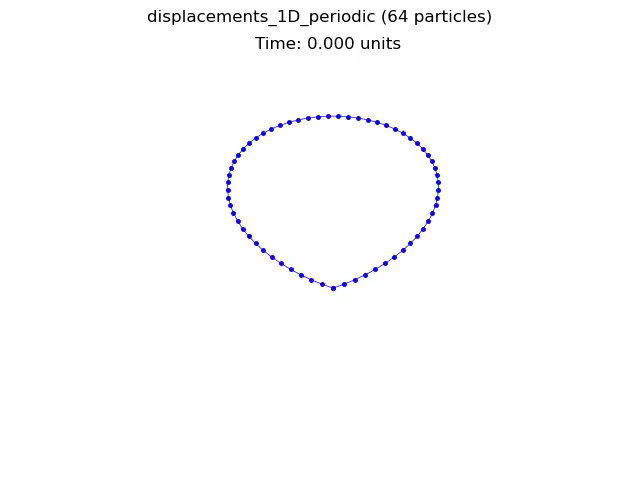 displacements_1D_periodic (64 particles)
Time: 0.000 units